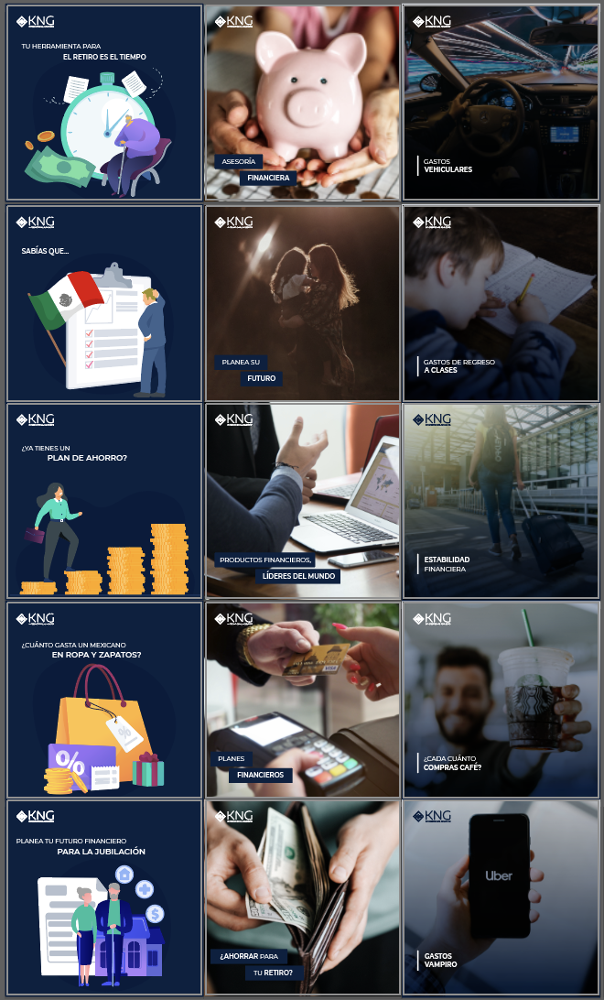 KNG
TU HERRAMIENTA PARA
EL RETIRO ES EL TIEMPO
KNG
ASESORÍA
FINANCIERA
KNG
GASTOS
VEHICULARES
KNG
SABÍAS QUE...
KNG
PLANEA SU
FUTURO
KNG
GASTOS DE REGRESO
A CLASES
KNG
¿YA TIENES UN
PLAN DE AHORRO?
KNG
PRODUCTOS FINANCIEROS,
LÍDERES DEL MUNDO
KNG
ESTABILIDAD
FINANCIERA
KNG
¿CUÁNTO GASTA UN MEXICANO
EN ROPA Y ZAPATOS?
%
%
KNG
VISA
PLANES
FINANCIEROS
KNG
¿CADA CUÁNTO
COMPRAS CAFÉ?
KNG
PLANEA TU FUTURO FINANCIERO
PARA LA JUBILACIÓN
$
KNG
¿AHORRAR PARA
TU RETIRO?
KNG
Uber
GASTOS
VAMPIRO